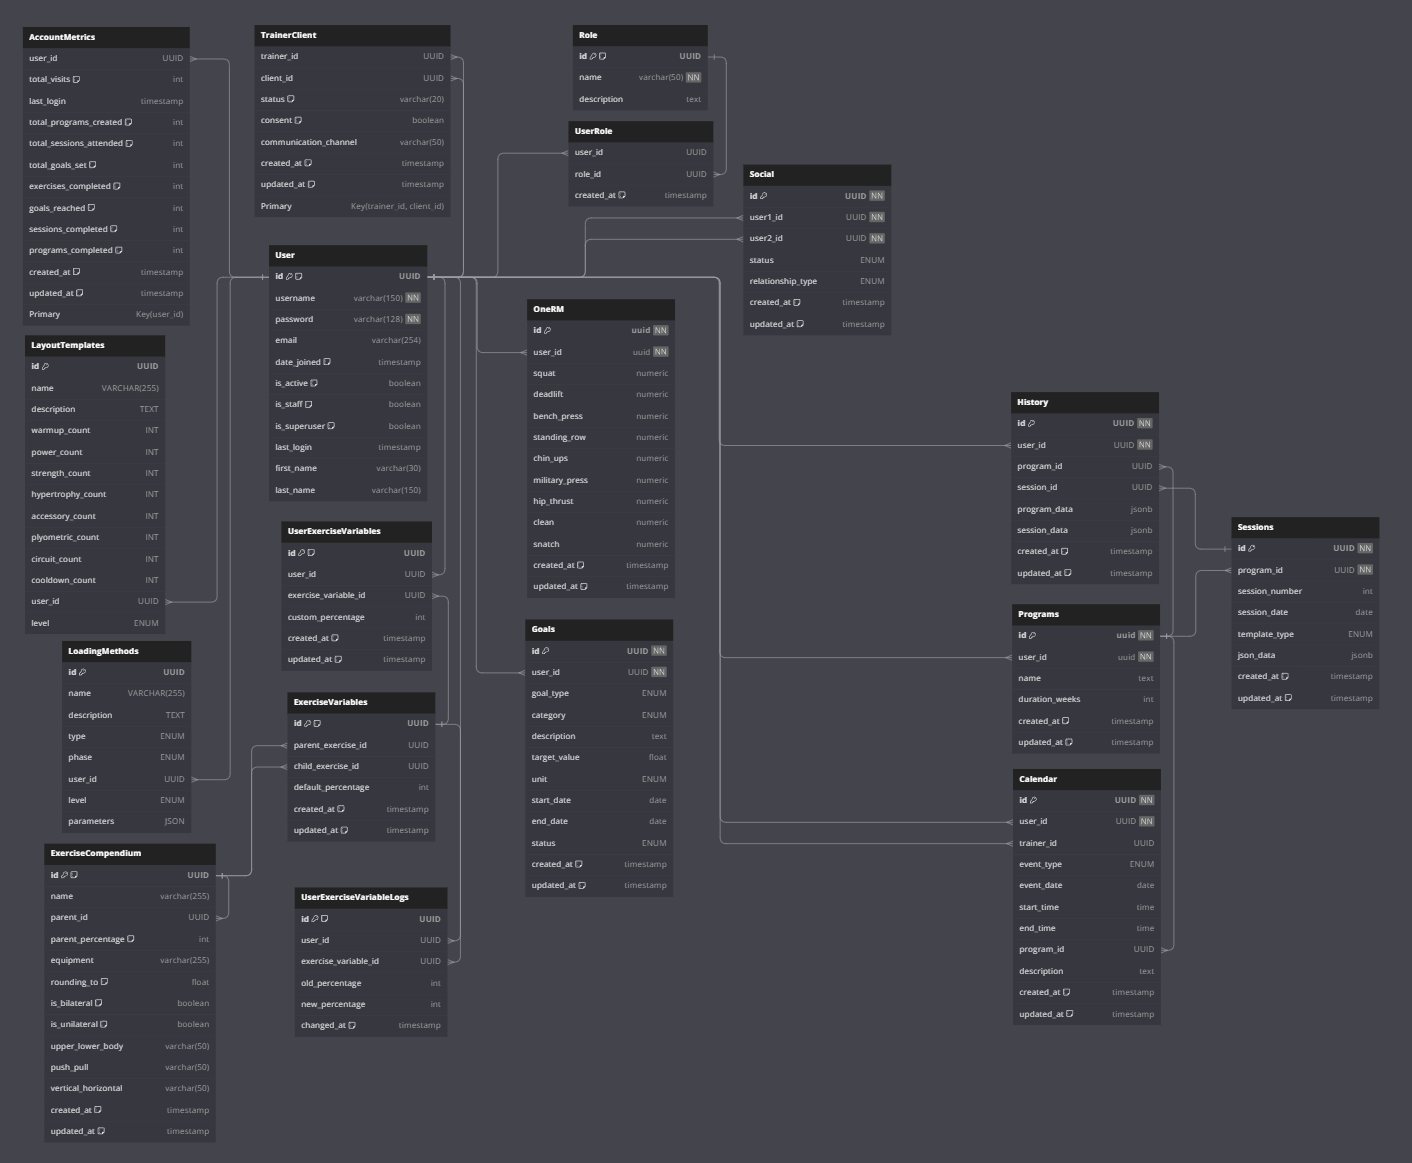 AccountMetrics
user_id UUID
total_visits int
last_login timestamp
total_programs_created int
total_sessions_attended int
total_goals_set int
exercises_completed int
goals_reached int
sessions_completed int
programs_completed int
created_at timestamp
updated_at timestamp
Primary Key(user_id)
TrainerClient
trainer_id UUID
client_id UUID
status varchar(20)
consent boolean
communication_channel varchar(50)
created_at timestamp
updated_at timestamp
Primary Key(trainer_id, client_id)
Role
id UUID
name varchar(50) NN
description text
UserRole
user_id UUID
role_id UUID
created_at timestamp
Social
id UUID NN
user1_id UUID NN
user2_id UUID NN
status ENUM
relationship_type ENUM
created_at timestamp
updated_at timestamp
User
id UUID
username varchar(150) NN
password varchar(128) NN
email varchar(254)
date_joined timestamp
is_active boolean
is_staff boolean
is_superuser boolean
last_login timestamp
first_name varchar(30)
last_name varchar(150)
OneRM
id uuid NN
user_id uuid NN
squat numeric
deadlift numeric
bench_press numeric
standing_row numeric
chin_ups numeric
military_press numeric
hip_thrust numeric
clean numeric
snatch numeric
created_at timestamp
updated_at timestamp
LayoutTemplates
id UUID
name VARCHAR(255)
description TEXT
warmup_count INT
power_count INT
strength_count INT
hypertrophy_count INT
accessory_count INT
plyometric_count INT
circuit_count INT
cooldown_count INT
user_id UUID
level ENUM
History
id UUID NN
user_id UUID NN
program_id UUID
session_id UUID
program_data jsonb
session_data jsonb
created_at timestamp
updated_at timestamp
Sessions
id UUID NN
program_id UUID NN
session_number int
session_date date
template_type ENUM
json_data jsonb
created_at timestamp
updated_at timestamp
UserExerciseVariables
id UUID
user_id UUID
exercise_variable_id UUID
custom_percentage int
created_at timestamp
updated_at timestamp
Programs
id uuid NN
user_id uuid NN
name text
duration_weeks int
created_at timestamp
updated_at timestamp
Goals
id UUID NN
user_id UUID NN
goal_type ENUM
category ENUM
description text
target_value float
unit ENUM
start_date date
end_date date
status ENUM
created_at timestamp
updated_at timestamp
LoadingMethods
id UUID
name VARCHAR(255)
description TEXT
type ENUM
phase ENUM
user_id UUID
level ENUM
parameters JSON
ExerciseVariables
id UUID
parent_exercise_id UUID
child_exercise_id UUID
default_percentage int
created_at timestamp
updated_at timestamp
Calendar
id UUID NN
user_id UUID NN
trainer_id UUID
event_type ENUM
event_date date
start_time time
end_time time
program_id UUID
description text
created_at timestamp
updated_at timestamp
ExerciseCompendium
id UUID
name varchar(255)
parent_id UUID
parent_percentage int
equipment varchar(255)
rounding_to float
is_bilateral boolean
is_unilateral boolean
upper_lower_body varchar(50)
push_pull varchar(50)
vertical_horizontal varchar(50)
created_at timestamp
updated_at timestamp
UserExerciseVariableLogs
id UUID
user_id UUID
exercise_variable_id UUID
old_percentage int
new_percentage int
changed_at timestamp